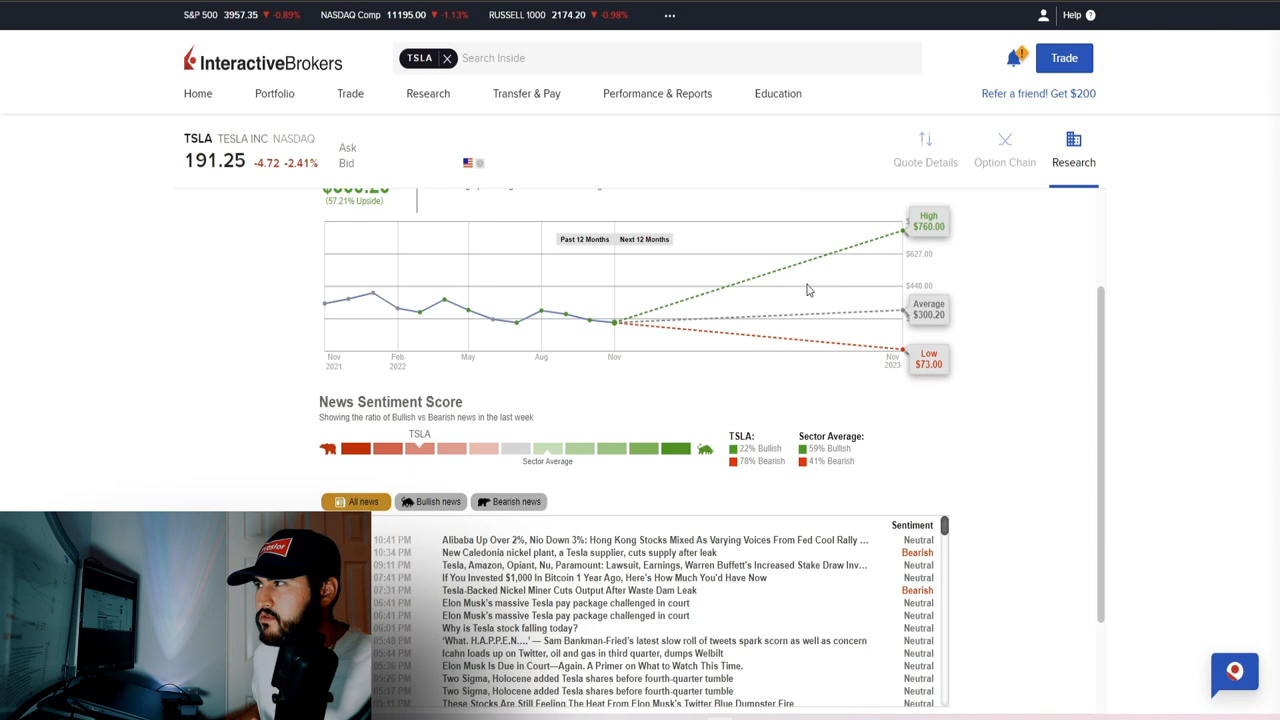 S&P 500 3957.35 ▼ -0.89% NASDAQ Comp 11195.00 ▼ -1.13% RUSSELL 1000 2174.20 ▼ -0.98% ••• Help ?
InteractiveBrokers TSLA Search Inside Trade
Home Portfolio Trade Research Transfer & Pay Performance & Reports Education Refer a friend! Get $200
TSLA TESLA INC NASDAQ
191.25 -4.72 -2.41%
Ask
Bid
Quote Details Option Chain Research
(57.21% Upside)
Past 12 Months Next 12 Months
High
$760.00
$627.00
$440.00
Average
$300.20
Low
$73.00
Nov
2021
Feb
2022
May
Aug
Nov
Nov
2023
News Sentiment Score
Showing the ratio of Bullish vs Bearish news in the last week
TSLA
Sector Average
TSLA: Sector Average:
22% Bullish 59% Bullish
78% Bearish 41% Bearish
All news Bullish news Bearish news
Sentiment
10:41 PM Alibaba Up Over 2%, Nio Down 3%: Hong Kong Stocks Mixed As Varying Voices From Fed Cool Rally ... Neutral
10:34 PM New Caledonia nickel plant, a Tesla supplier, cuts supply after leak Bearish
09:11 PM Tesla, Amazon, Opiant, Nu, Paramount: Lawsuit, Earnings, Warren Buffett's Increased Stake Draw Inv... Neutral
07:41 PM If You Invested $1,000 In Bitcoin 1 Year Ago, Here's How Much You'd Have Now Neutral
07:31 PM Tesla-Backed Nickel Miner Cuts Output After Waste Dam Leak Bearish
06:41 PM Elon Musk's massive Tesla pay package challenged in court Neutral
06:41 PM Elon Musk's massive Tesla pay package challenged in court Neutral
06:01 PM Why is Tesla stock falling today? Neutral
05:48 PM ‘What. H.A.P.P.E.N....’ — Sam Bankman-Fried's latest slow roll of tweets spark scorn as well as concern Neutral
05:44 PM Icahn loads up on Twitter, oil and gas in third quarter, dumps Welbilt Neutral
05:36 PM Elon Musk Is Due in Court—Again. A Primer on What to Watch This Time. Neutral
05:26 PM Two Sigma, Holocene added Tesla shares before fourth-quarter tumble Neutral
05:17 PM Two Sigma, Holocene added Tesla shares before fourth-quarter tumble Neutral
These Stocks Are Still Feeling The Heat From Elon Musk's Twitter Blue Dumpster Fire Neutral
investor